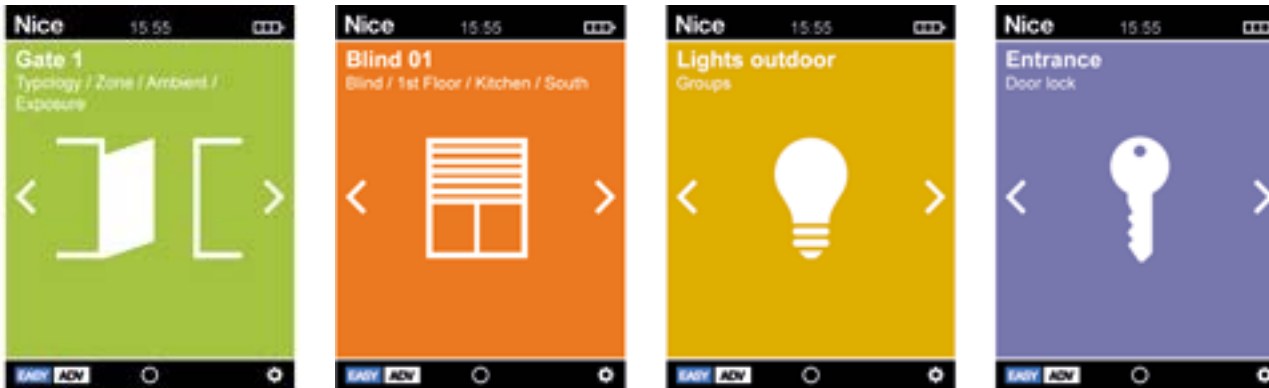 Nice 15:55
Gate 1
Typology / Zone / Ambient /
Exposure
EASY ADV
Nice 15:55
Blind 01
Blind / 1st Floor / Kitchen / South
EASY ADV
Nice 15:55
Lights outdoor
Groups
EASY ADV
Nice 15:55
Entrance
Door lock
EASY ADV